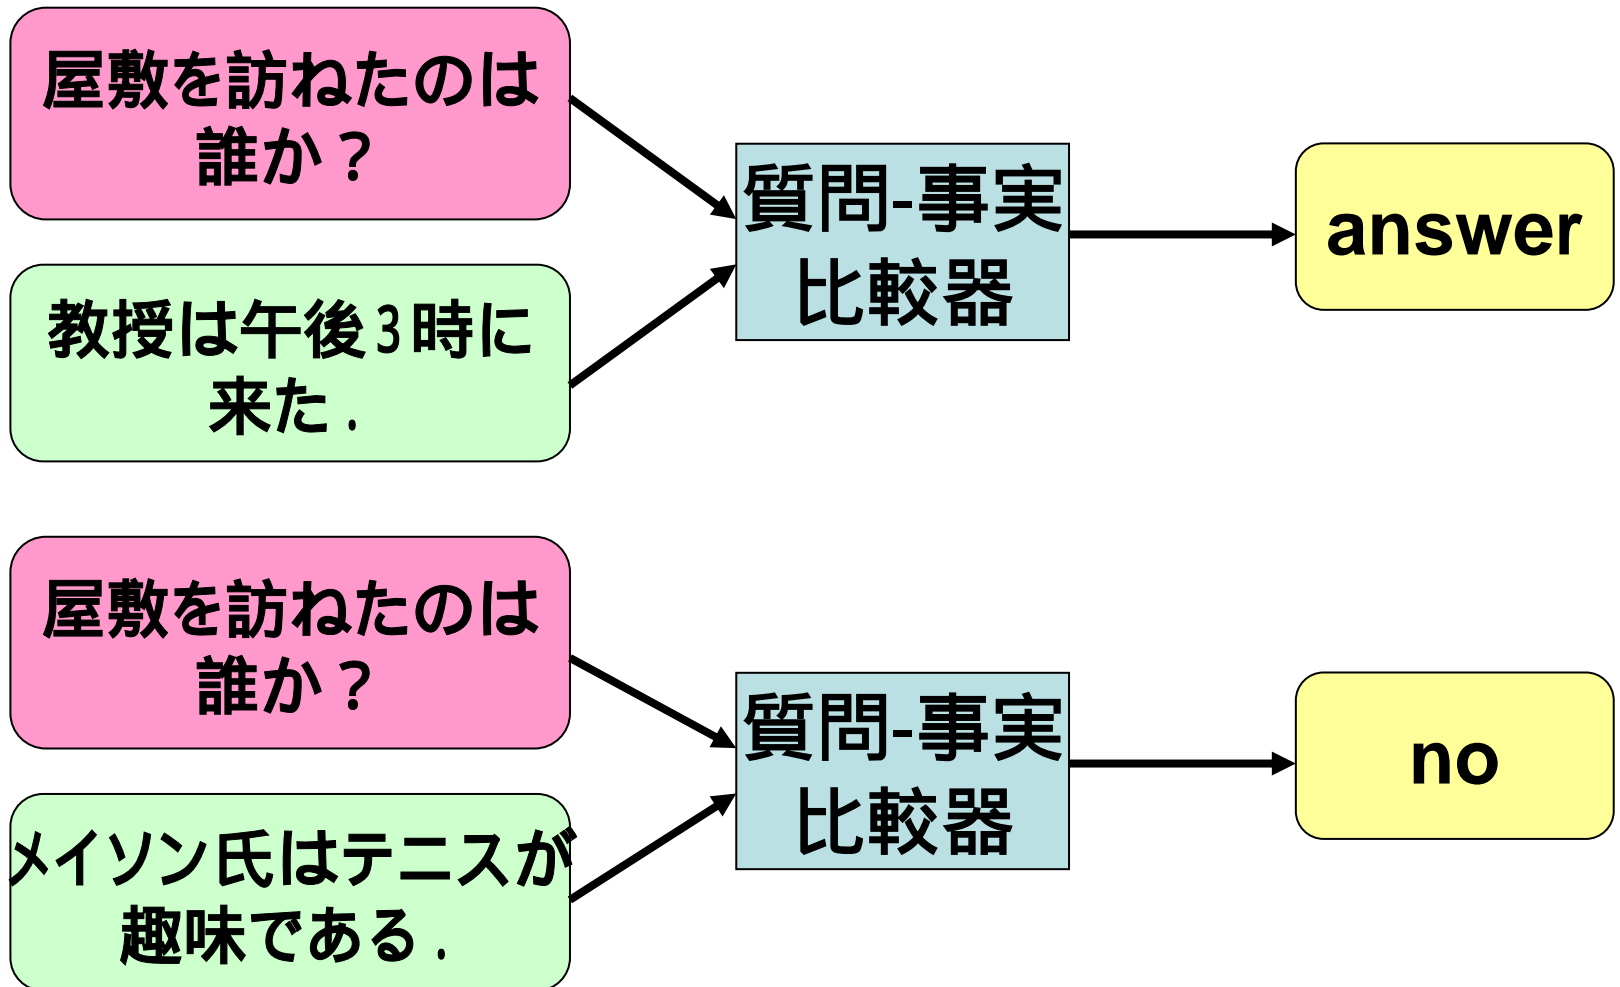 屋敷を訪ねたのは
誰か？
教授は午後3時に
来た.
質問-事実
比較器
answer
屋敷を訪ねたのは
誰か？
メイソン氏はテニスが
趣味である.
質問-事実
比較器
no